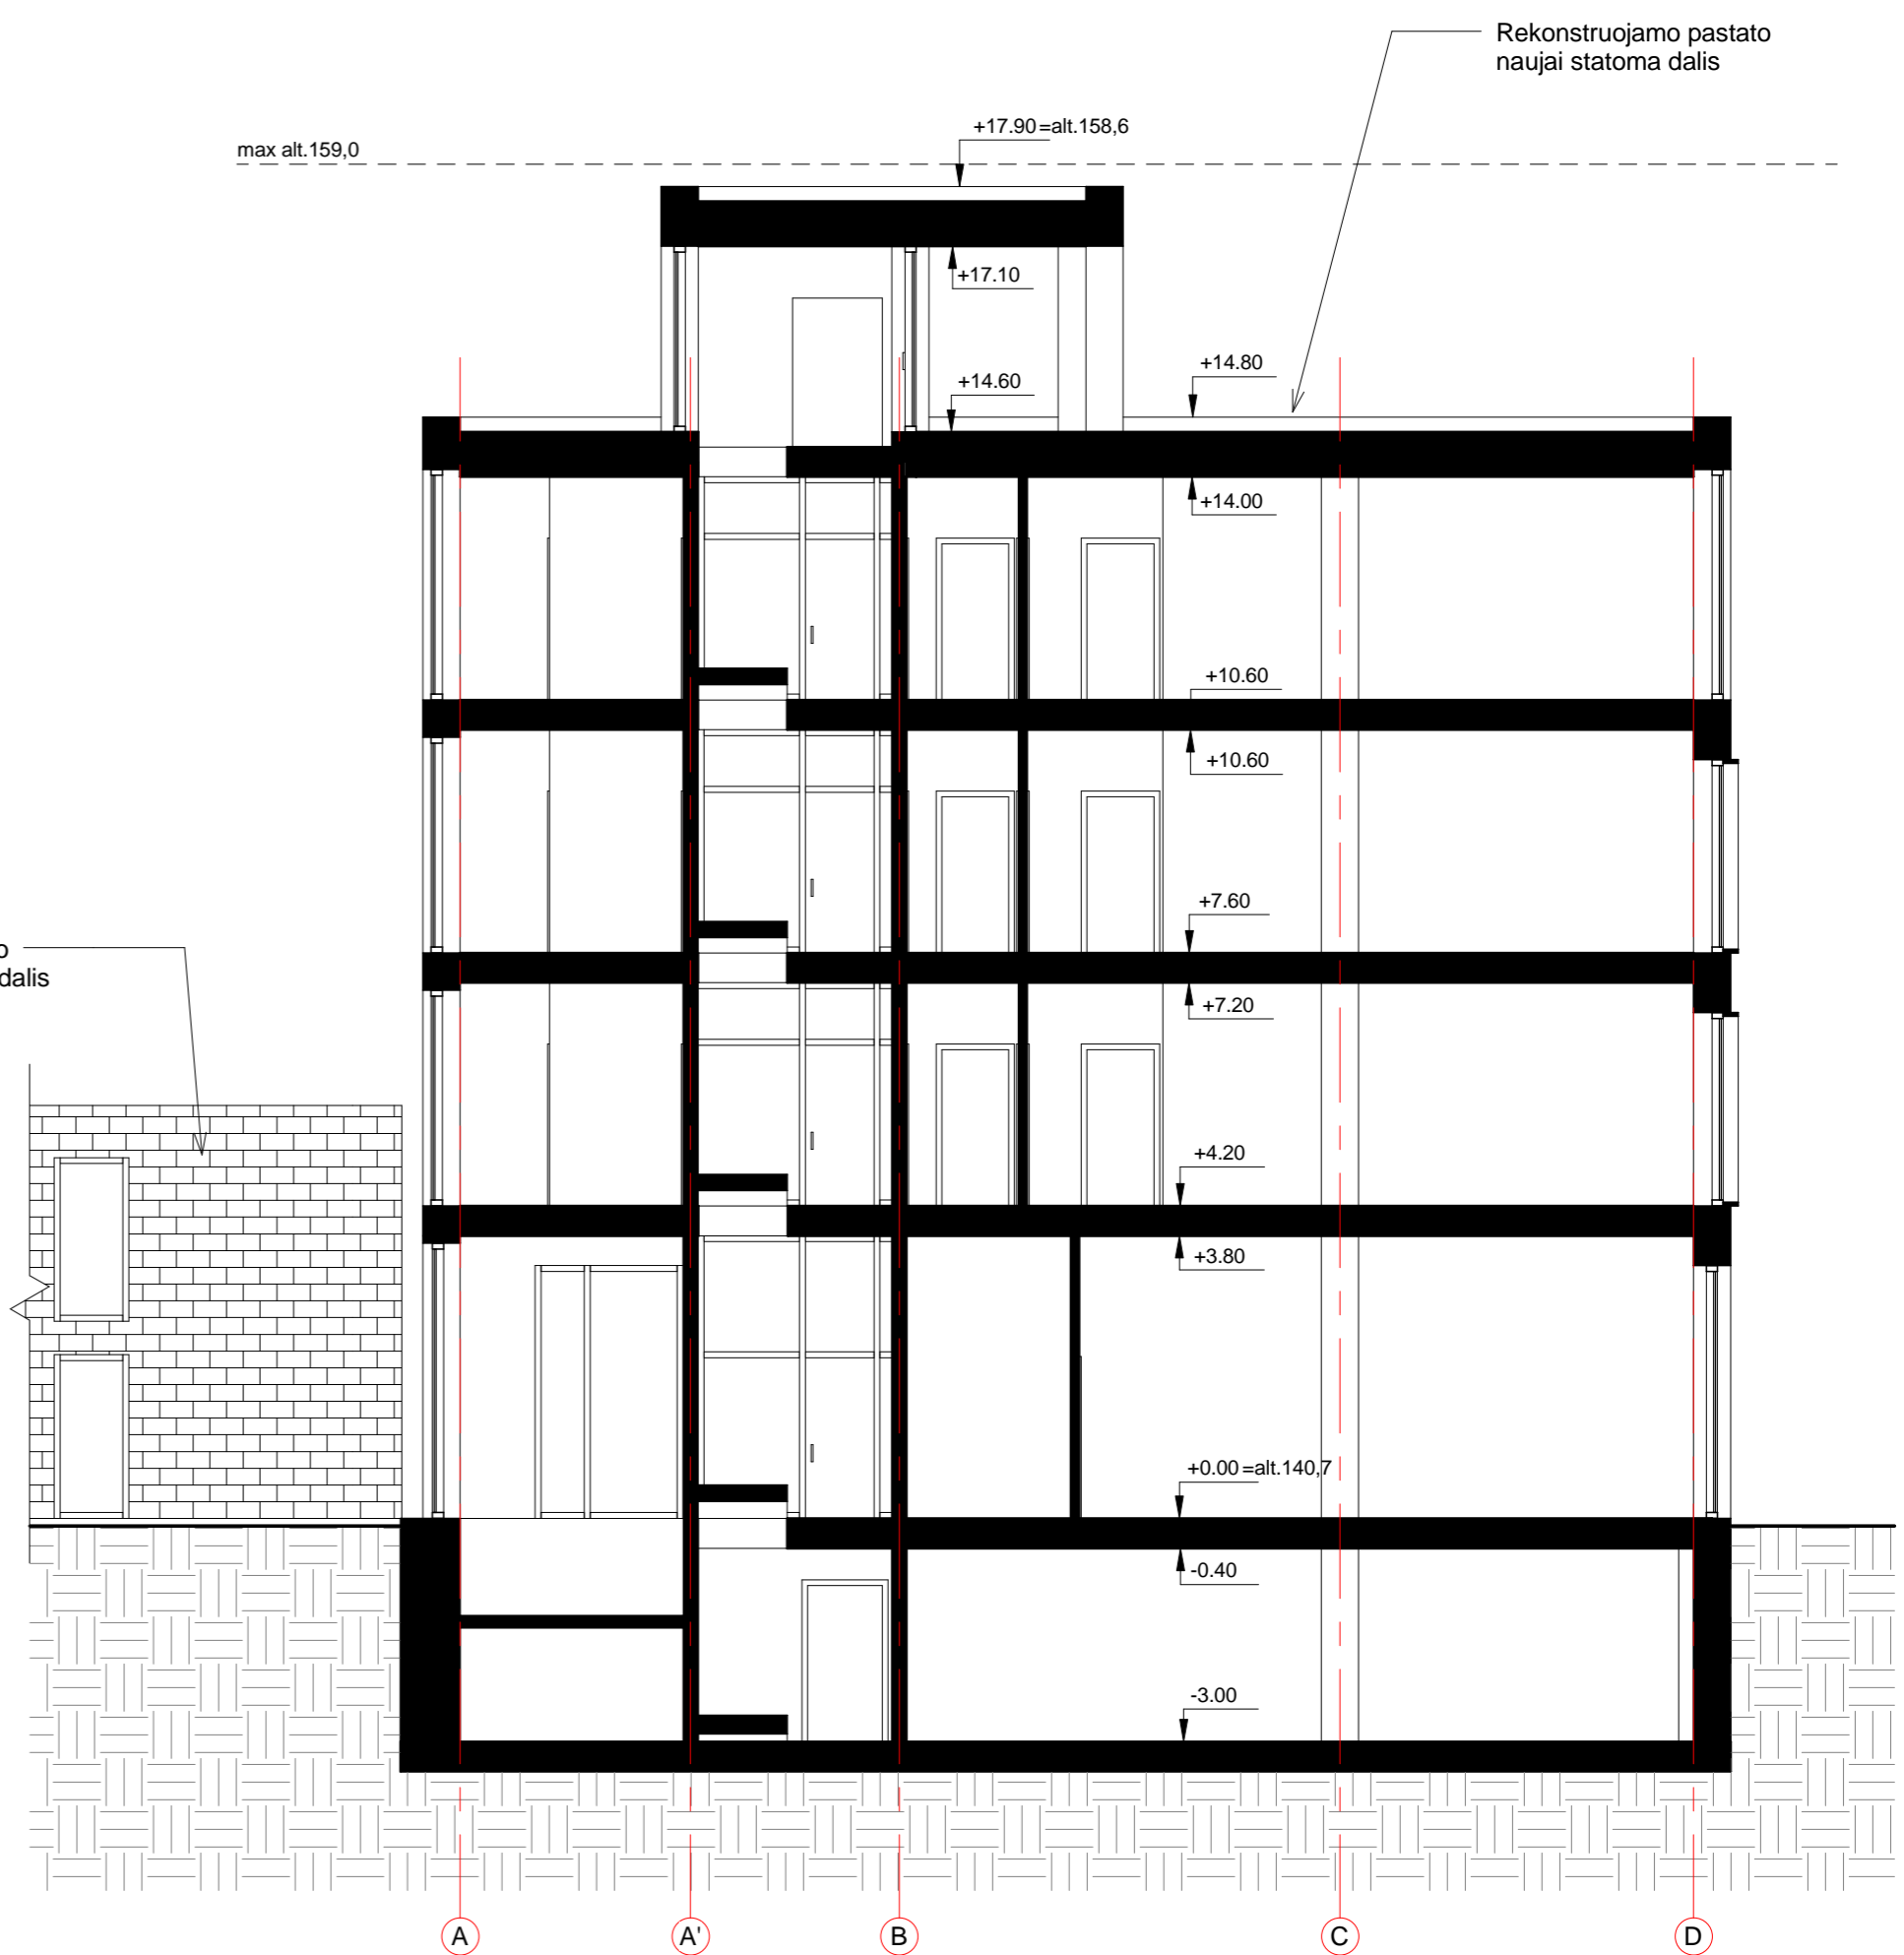 Rekonstruojamo pastato
naujai statoma dalis
+17.90=alt.158,6
max alt.159,0
+17.10
+14.80
+14.60
+14.00
+10.60
+10.60
+7.60
dalis
+7.20
+4.20
+3.80
+0.00=alt.140,7
-0.40
-3.00
A
A'
B
C
D